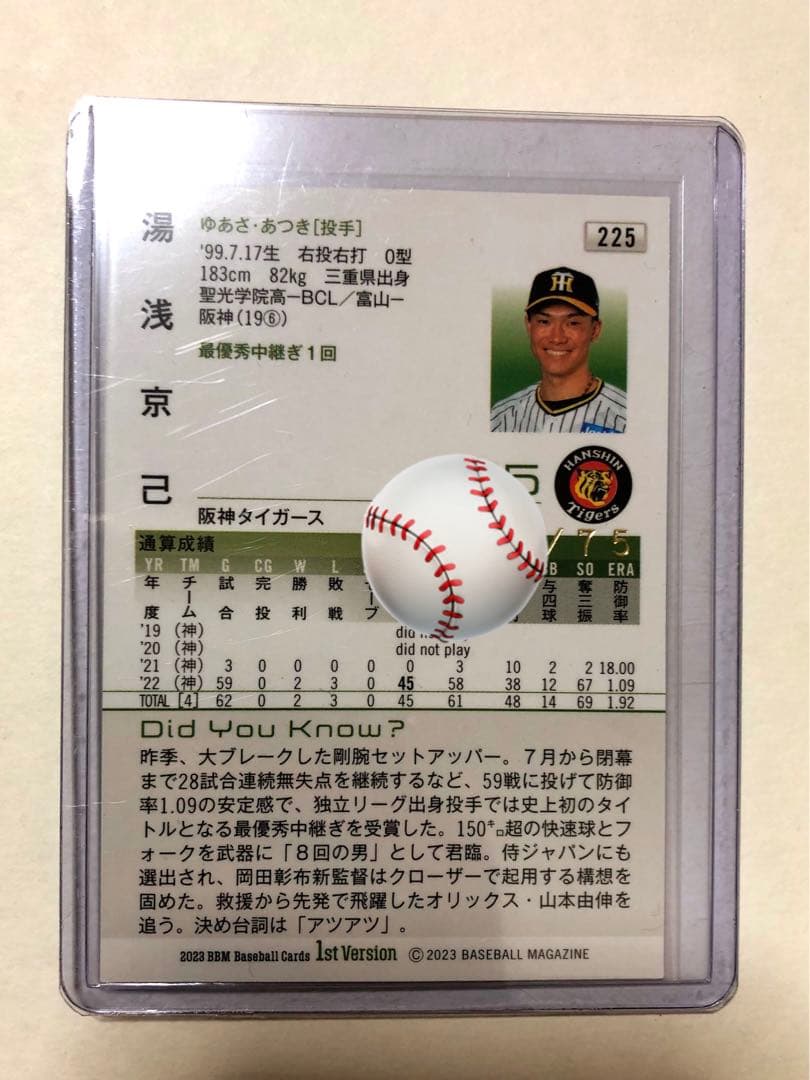 湯浅京己
ゆあさ・あつき[投手]
'99.7.17生 右投右打 O型
183cm 82kg 三重県出身
聖光学院高ーBCL/富山ー
阪神(19⑥)
最優秀中継ぎ1回
225
HANSHIN
Tigers
阪神タイガース
/75
通算成績
YR TM G CG W L B SO ERA
年度 チーム 試合 完投 勝利 敗戦 与四球 奪三振 防御率
'19 (神)
'20 (神) did not play
'21 (神) 3 0 0 0 0 0 3 10 2 2 18.00
'22 (神) 59 0 2 3 0 45 58 38 12 67 1.09
TOTAL [4] 62 0 2 3 0 45 61 48 14 69 1.92
Did You Know?
昨季、大ブレークした剛腕セットアッパー。7月から閉幕
まで28試合連続無失点を継続するなど、59戦に投げて防御
率1.09の安定感で、独立リーグ出身投手では史上初のタイ
トルとなる最優秀中継ぎを受賞した。150㌔超の快速球とフ
ォークを武器に「8回の男」として君臨。侍ジャパンにも
選出され、岡田彰布新監督はクローザーで起用する構想を
固めた。救援から先発で飛躍したオリックス・山本由伸を
追う。決め台詞は「アツアツ」。
2023 BBM Baseball Cards 1st Version ©2023 BASEBALL MAGAZINE